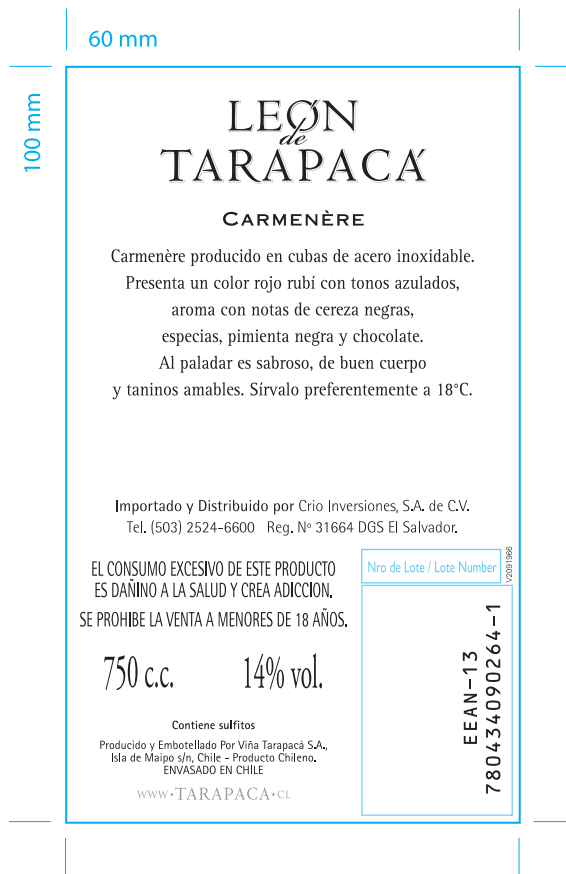 60 mm
100 mm
LEÓN
de
TARAPACÁ
CARMENÈRE
Carmenère producido en cubas de acero inoxidable.
Presenta un color rojo rubí con tonos azulados,
aroma con notas de cereza negras,
especias, pimienta negra y chocolate.
Al paladar es sabroso, de buen cuerpo
y taninos amables. Sírvalo preferentemente a 18°C.
Importado y Distribuido por Crio Inversiones, S.A. de C.V.
Tel. (503) 2524-6600 Reg. Nº 31664 DGS El Salvador.
EL CONSUMO EXCESIVO DE ESTE PRODUCTO
ES DAÑINO A LA SALUD Y CREA ADICCION.
SE PROHIBE LA VENTA A MENORES DE 18 AÑOS.
750 c.c. 14% vol.
Contiene sulfitos
Producido y Embotellado Por Viña Tarapacá S.A.,
Isla de Maipo s/n, Chile - Producto Chileno.
ENVASADO EN CHILE
WWW·TARAPACA·CL
Nro de Lote / Lote Number
V2091966
EEAN-13
780434090264-1